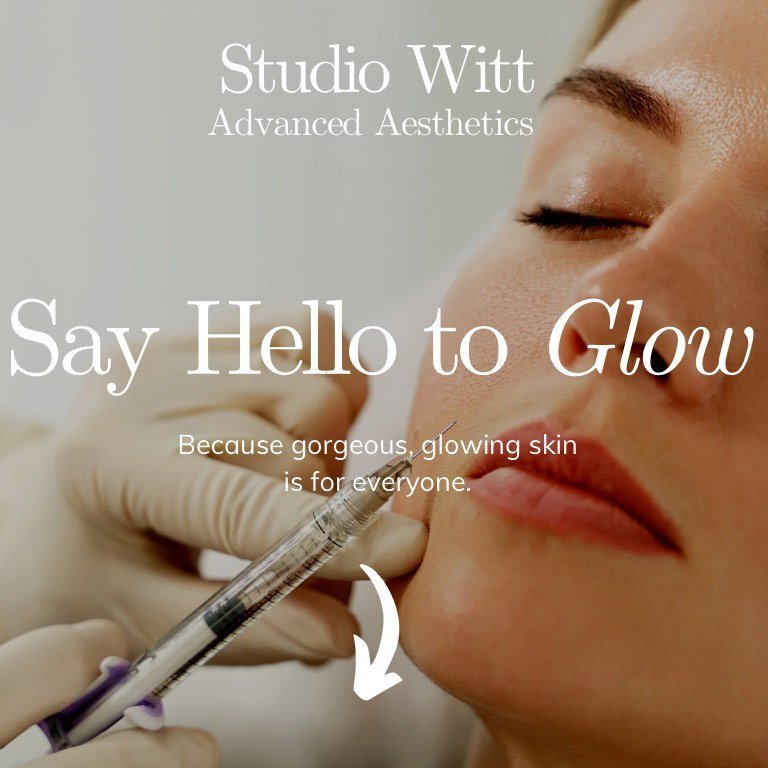 Studio Witt
Advanced Aesthetics
Say Hello to Glow
Because gorgeous, glowing skin
is for everyone.